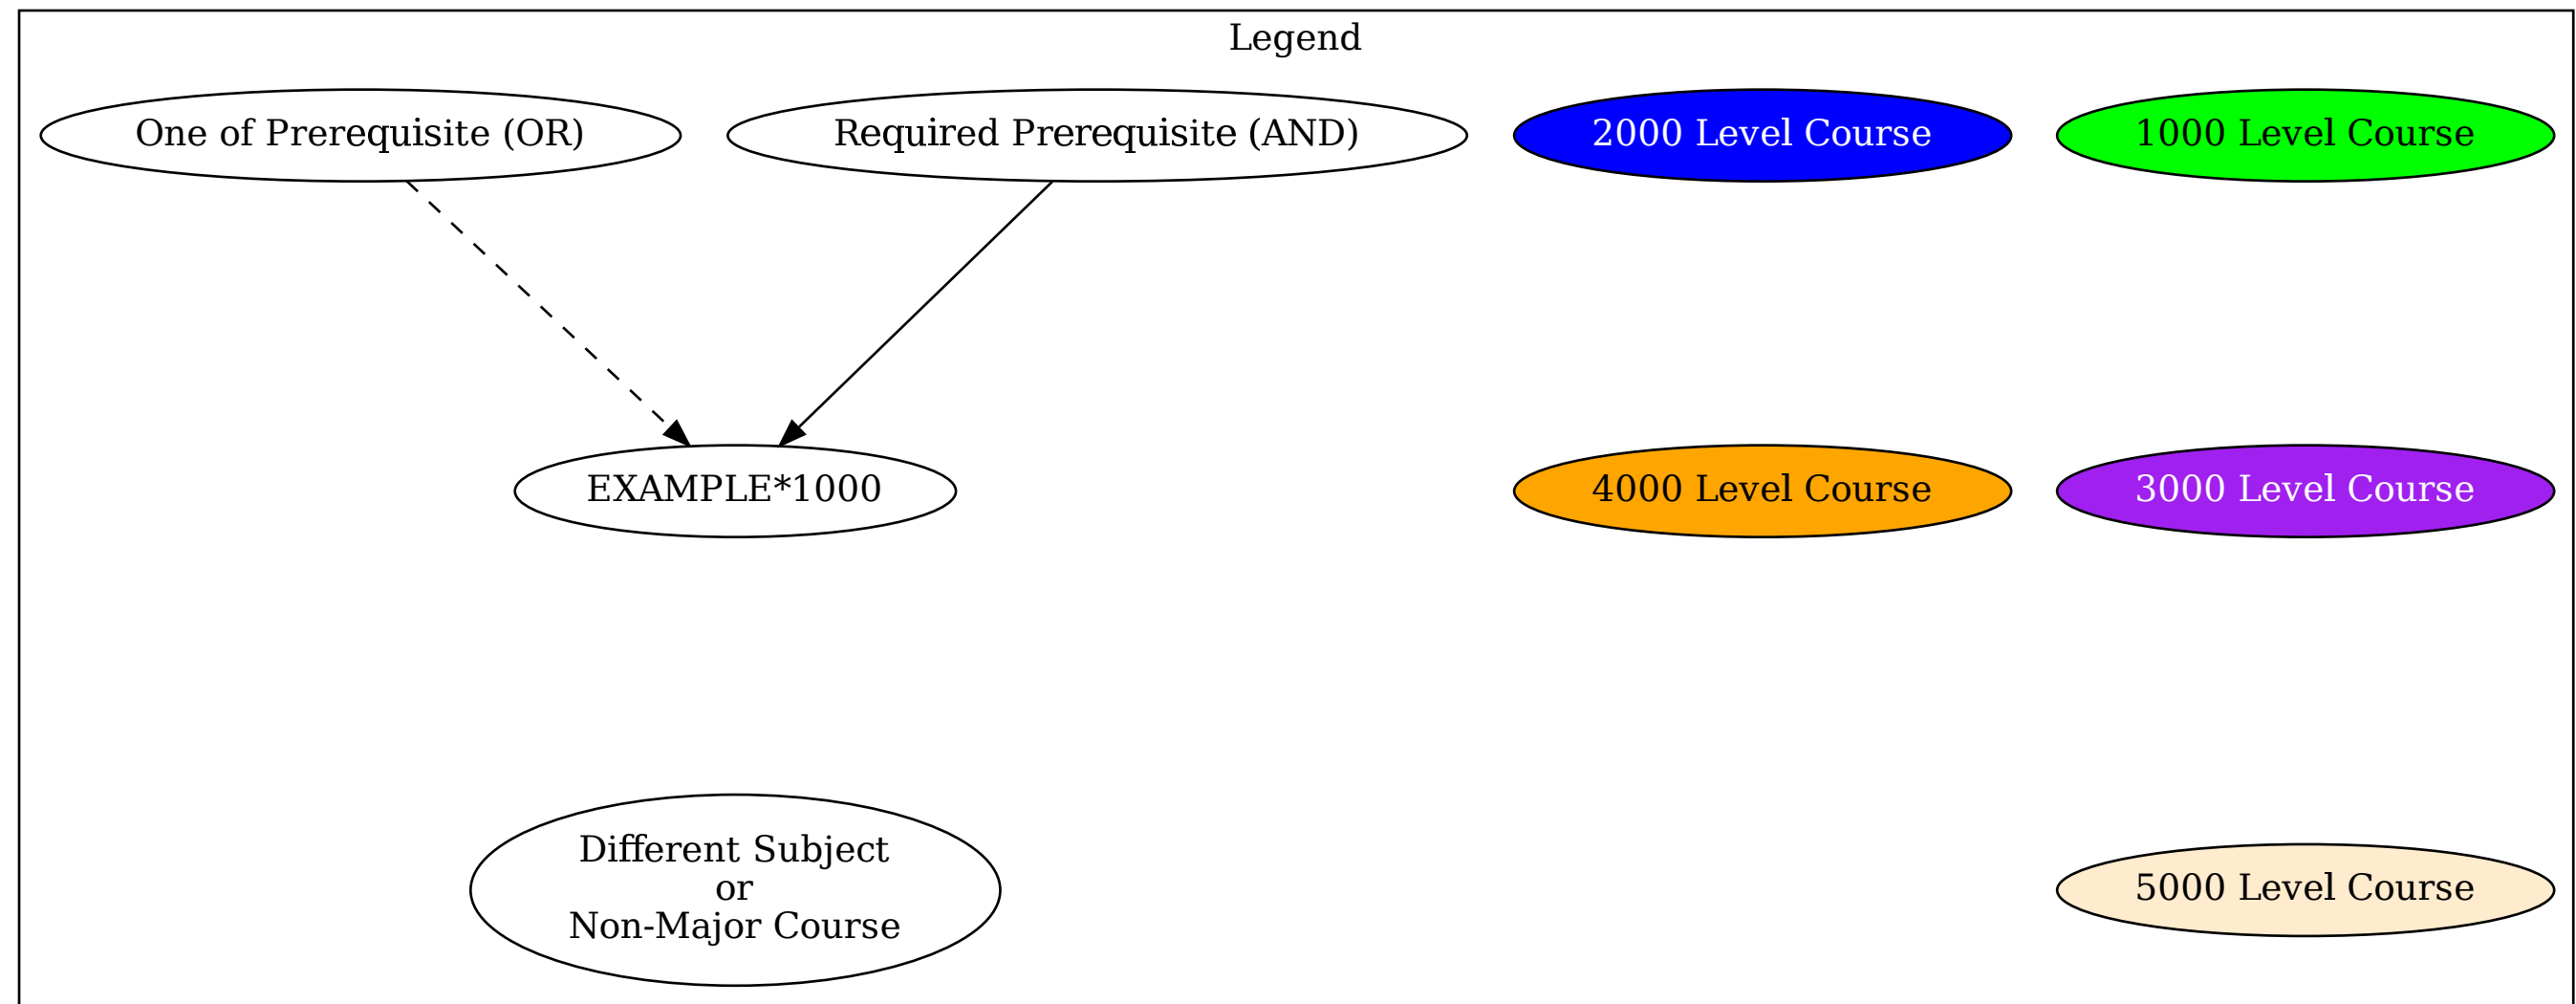 Legend
One of Prerequisite (OR)
Required Prerequisite (AND)
2000 Level Course
1000 Level Course
EXAMPLE*1000
4000 Level Course
3000 Level Course
Different Subject
or
Non-Major Course
5000 Level Course